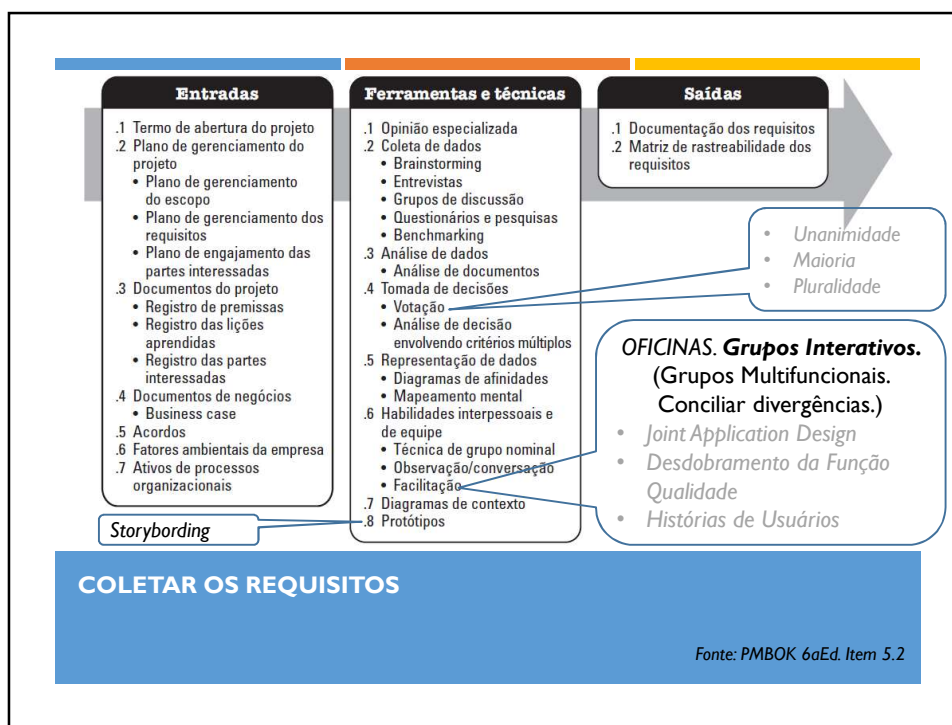 Entradas
.1 Termo de abertura do projeto
.2 Plano de gerenciamento do
projeto
• Plano de gerenciamento
do escopo
• Plano de gerenciamento dos
requisitos
• Plano de engajamento das
partes interessadas
.3 Documentos do projeto
• Registro de premissas
• Registro das lições
aprendidas
• Registro das partes
interessadas
.4 Documentos de negócios
• Business case
.5 Acordos
.6 Fatores ambientais da empresa
.7 Ativos de processos
organizacionais
Ferramentas e técnicas
.1 Opinião especializada
.2 Coleta de dados
• Brainstorming
• Entrevistas
• Grupos de discussão
• Questionários e pesquisas
• Benchmarking
.3 Análise de dados
• Análise de documentos
.4 Tomada de decisões
• Votação
• Análise de decisão
envolvendo critérios múltiplos
.5 Representação de dados
• Diagramas de afinidades
• Mapeamento mental
.6 Habilidades interpessoais e
de equipe
• Técnica de grupo nominal
• Observação/conversação
• Facilitação
.7 Diagramas de contexto
.8 Protótipos
Saídas
.1 Documentação dos requisitos
.2 Matriz de rastreabilidade dos
requisitos
• Unanimidade
• Maioria
• Pluralidade
OFICINAS. Grupos Interativos.
(Grupos Multifuncionais.
Conciliar divergências.)
• Joint Application Design
• Desdobramento da Função
Qualidade
• Histórias de Usuários
Storybording
COLETAR OS REQUISITOS
Fonte: PMBOK 6aEd. Item 5.2